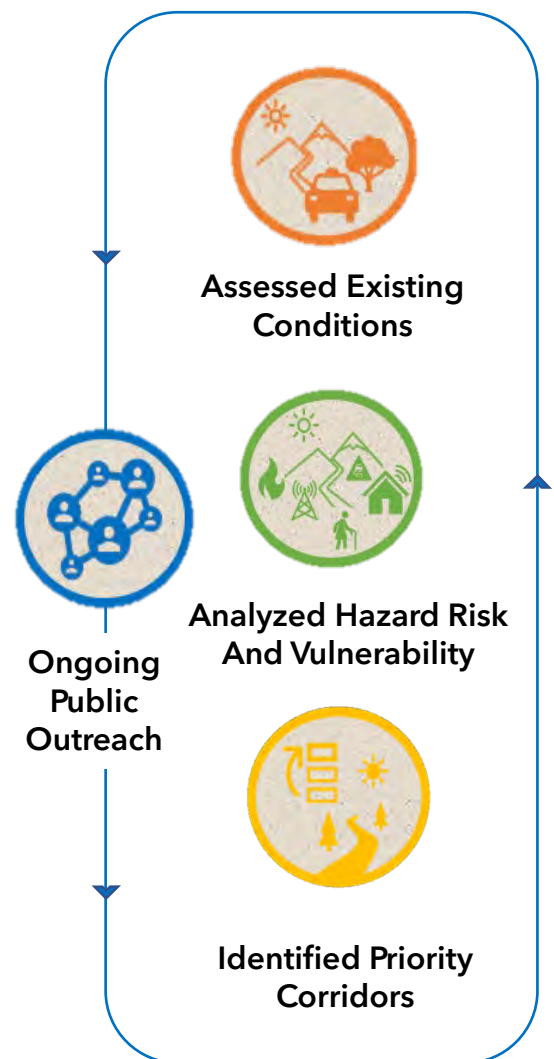 Assessed Existing
Conditions
Analyzed Hazard Risk
And Vulnerability
Ongoing
Public
Outreach
Identified Priority
Corridors